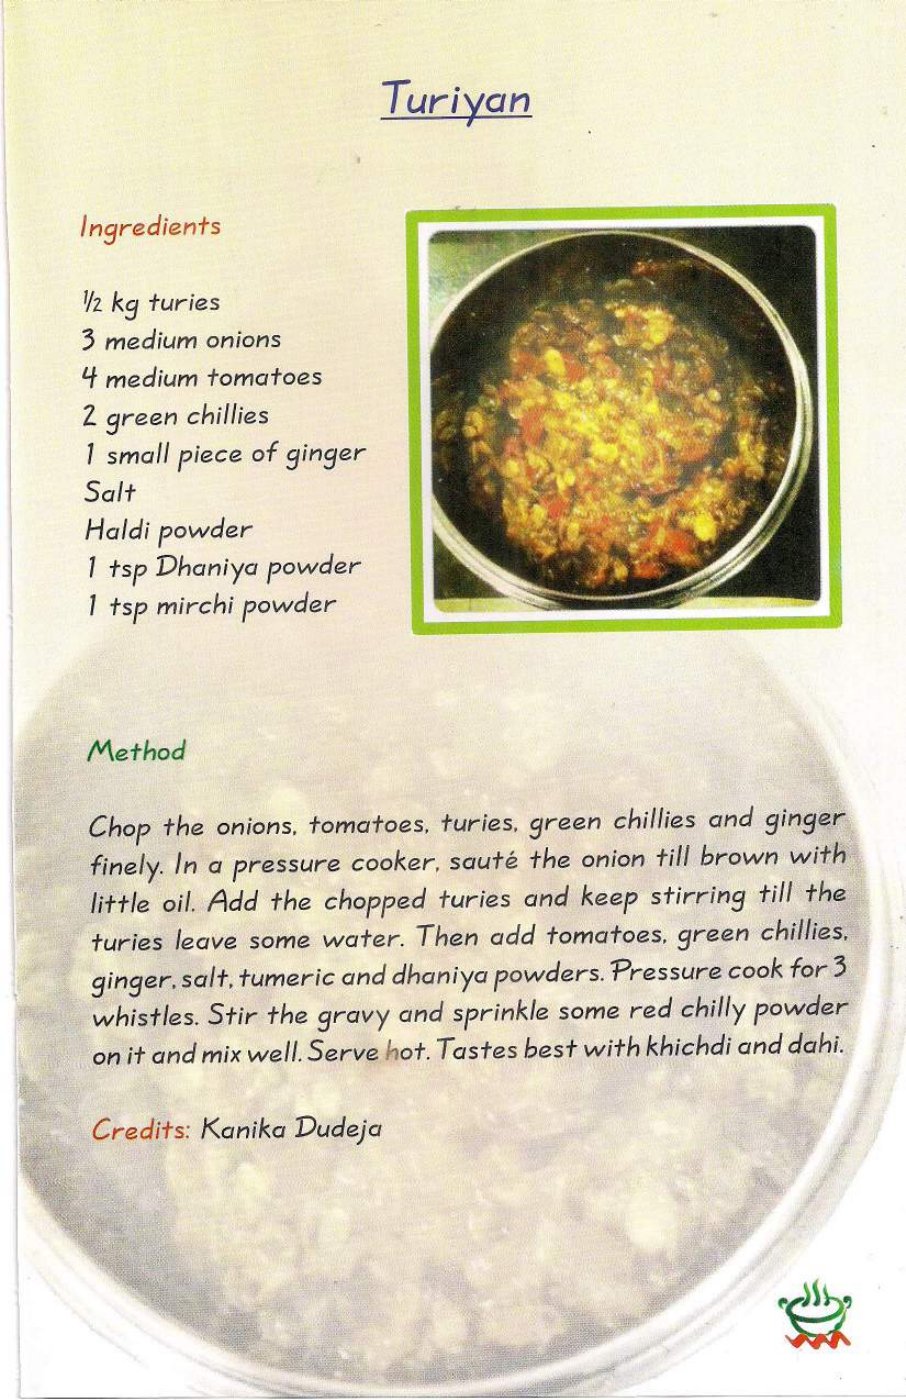 Turiyan
Ingredients
½ kg turies
3 medium onions
4 medium tomatoes
2 green chillies
1 small piece of ginger
Salt
Haldi powder
1 tsp Dhaniya powder
1 tsp mirchi powder
Method
Chop the onions, tomatoes, turies, green chillies and ginger
finely. In a pressure cooker, sauté the onion till brown with
little oil. Add the chopped turies and keep stirring till the
turies leave some water. Then add tomatoes, green chillies,
ginger, salt, tumeric and dhaniya powders. Pressure cook for 3
whistles. Stir the gravy and sprinkle some red chilly powder
on it and mix well. Serve hot. Tastes best with khichdi and dahi.
Credits: Kanika Dudeja